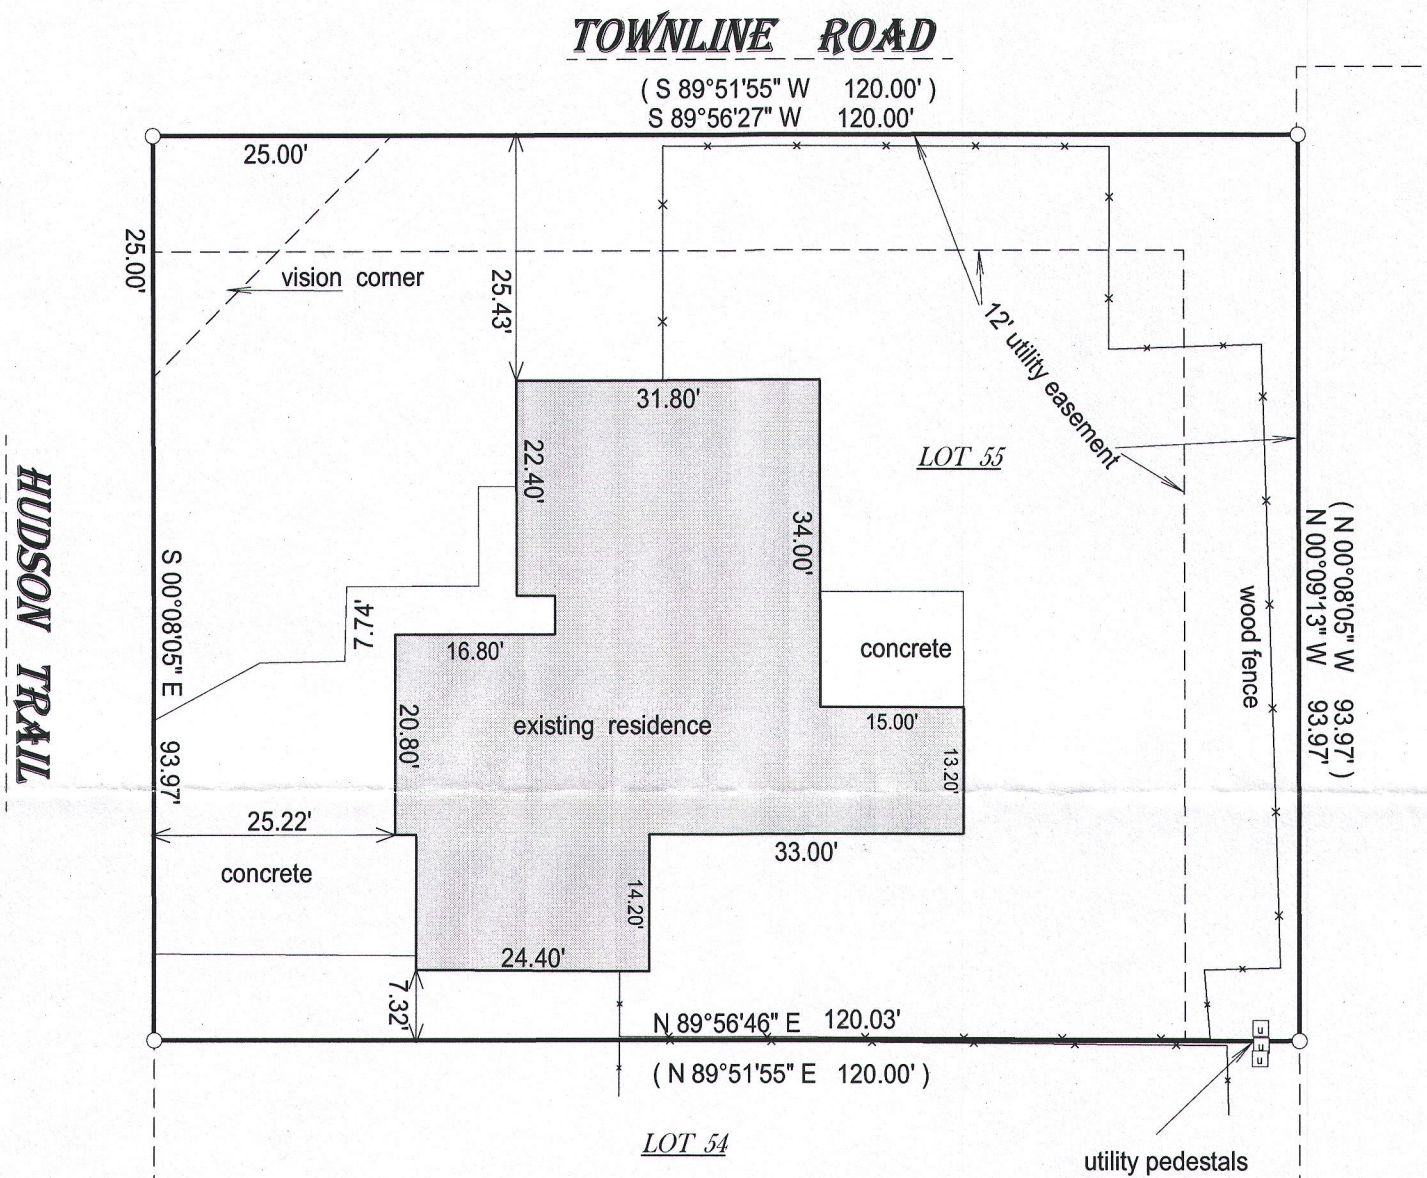 TOWNLINE ROAD
( S 89°51'55" W 120.00' )
S 89°56'27" W 120.00'
25.00'
25.00'
vision corner
25.43'
12' utility easement
31.80'
22.40'
LOT 55
34.00'
HUDSON TRAIL
S 00°08'05" E 93.97'
7.74'
16.80'
concrete
( N 00°08'05" W 93.97' )
N 00°09'13" W 93.97'
wood fence
20.80'
existing residence
15.00'
13.20'
25.22'
33.00'
concrete
14.20'
24.40'
7.32'
N 89°56'46" E 120.03'
( N 89°51'55" E 120.00' )
U
U
U
LOT 54
utility pedestals